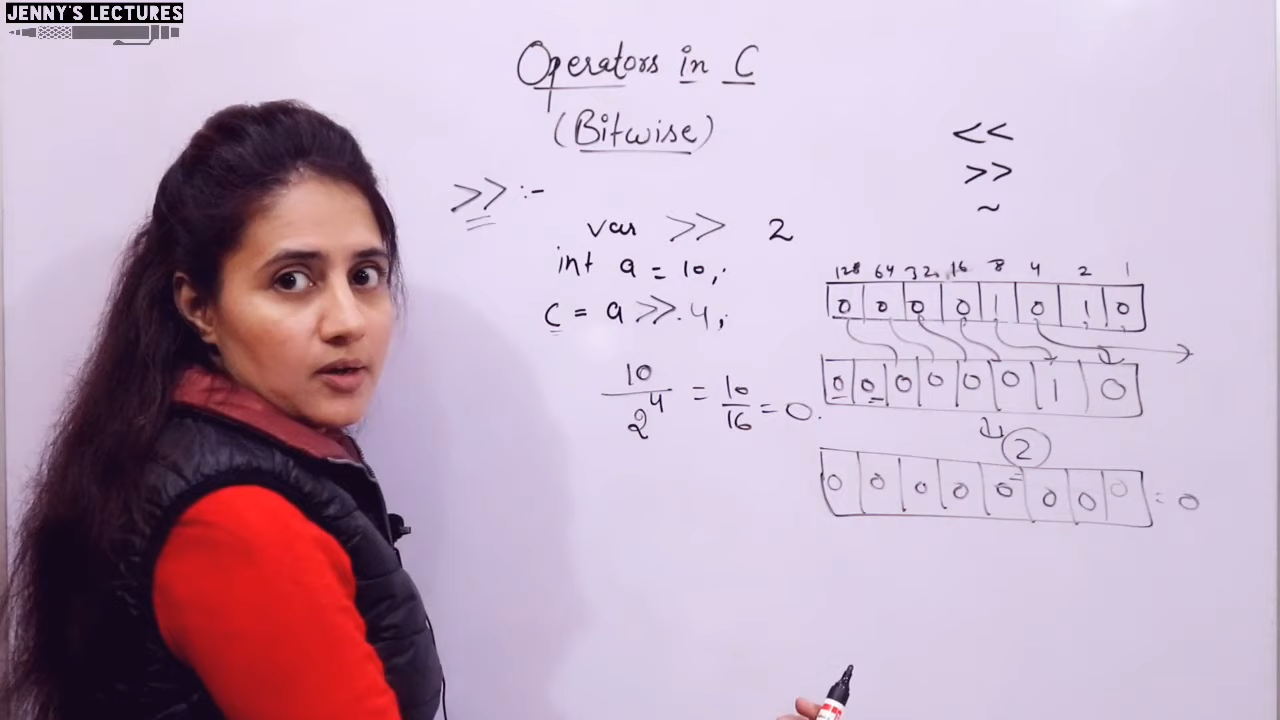 JENNY'S LECTURES
Operators in C
(Bitwise)
<<
>>
~
>> :-
var >> 2
int a = 10;
c = a >> 4;
10 / 2^4 = 10/16 = 0.
128 64 32 16 8 4 2 1
0 0 0 0 1 0 1 0
0 0 0 0 0 0 1 0
2
0 0 0 0 0 0 0 0 = 0